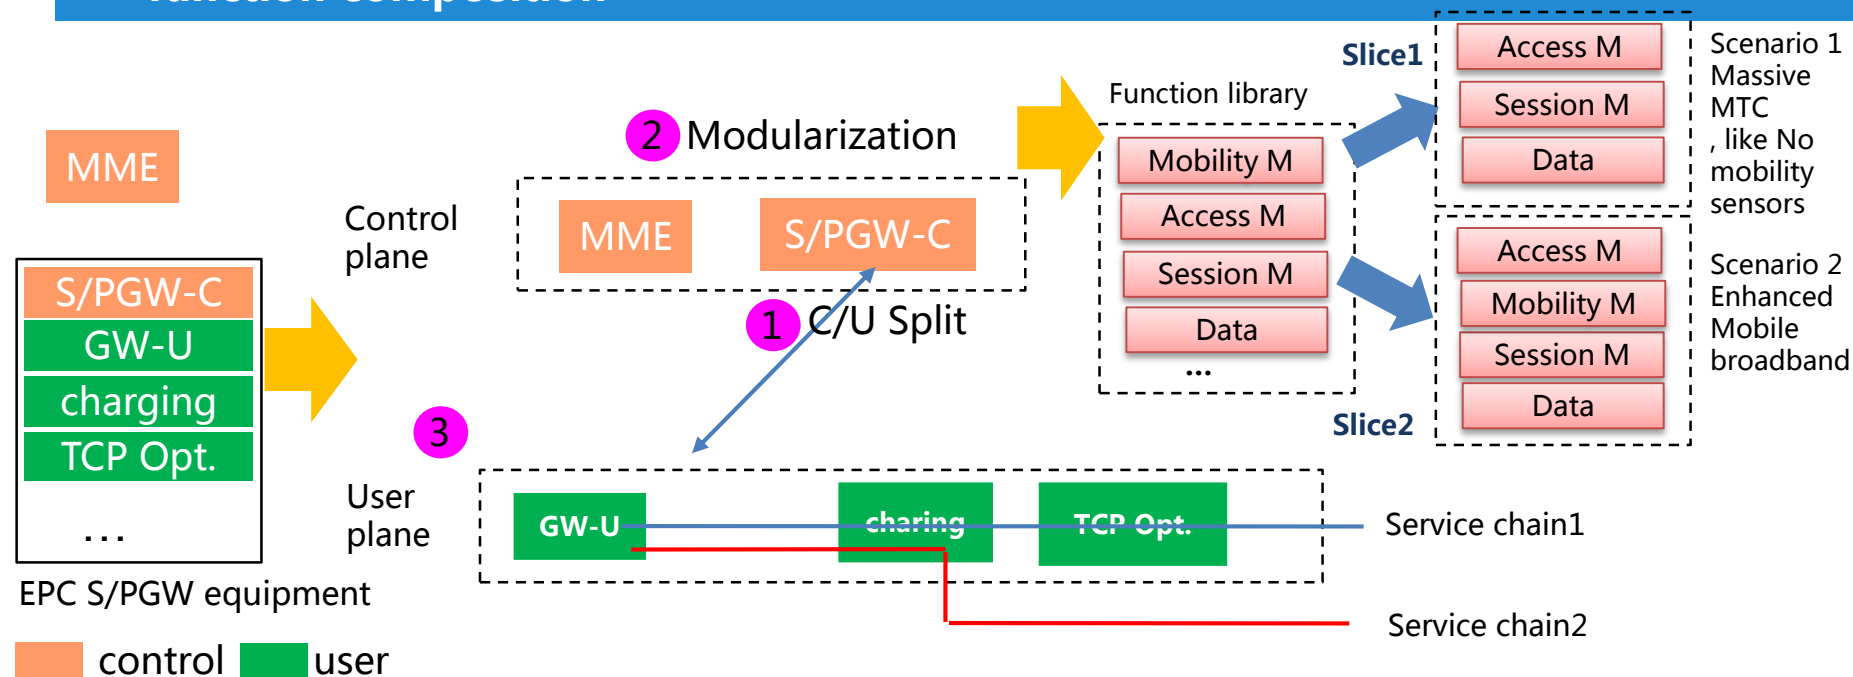 function composition
MME
S/PGW-C
GW-U
charging
TCP Opt.
...
EPC S/PGW equipment
control
user
Control
plane
2 Modularization
MME
S/PGW-C
1 C/U Split
3
User
plane
GW-U
charing
TCP Opt.
Service chain1
Service chain2
Function library
Mobility M
Access M
Session M
Data
...
Slice1
Access M
Session M
Data
Scenario 1
Massive
MTC
, like No
mobility
sensors
Slice2
Access M
Mobility M
Session M
Data
Scenario 2
Enhanced
Mobile
broadband